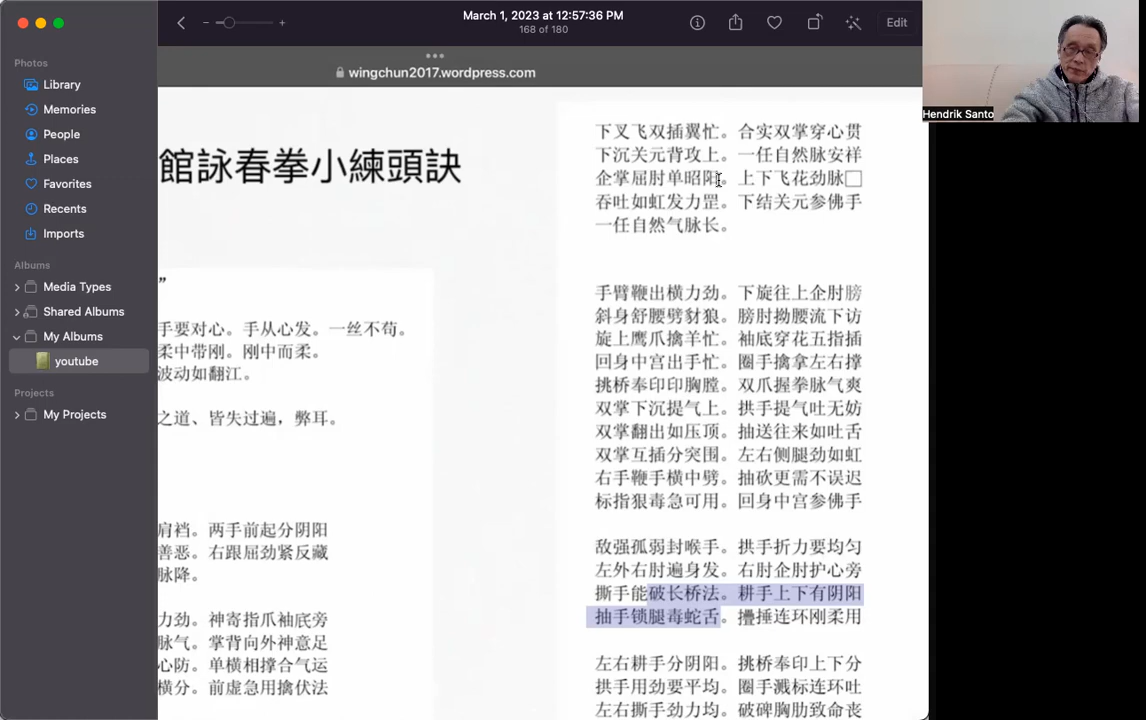 March 1, 2023 at 12:57:36 PM
168 of 180
Edit
Hendrik Santo
Photos
Library
Memories
People
Places
Favorites
Recents
Imports
Albums
Media Types
Shared Albums
My Albums
youtube
Projects
My Projects
wingchun2017.wordpress.com
館詠春拳小練頭訣
”
手要对心。手从心发。一丝不苟。
柔中带刚。刚中而柔。
波动如翻江。
之道、皆失过遍，弊耳。
肩裆。两手前起分阴阳
善恶。右跟屈劲紧反藏
脉降。
力劲。神寄指爪袖底旁
脉气。掌背向外神意足
心防。单横相撑合气运
横分。前虚急用擒伏法
下叉飞双插翼忙。合实双掌穿心贯
下沉关元背攻上。一任自然脉安祥
企掌屈肘单昭阳。上下飞花劲脉□
吞吐如虹发力罡。下结关元参佛手
一任自然气脉长。
手臂鞭出横力劲。下旋往上企肘膀
斜身舒腰劈豺狼。膀肘拗腰流下访
旋上鹰爪擒羊忙。袖底穿花五指插
回身中宫出手忙。圈手擒拿左右撑
挑桥奉印印胸膛。双爪握拳脉气爽
双掌下沉提气上。拱手提气吐无妨
双掌翻出如压顶。抽送往来如吐舌
双掌互插分突围。左右侧腿劲如虹
右手鞭手横中劈。抽砍更需不误迟
标指狠毒急可用。回身中宫参佛手
敌强孤弱封喉手。拱手折力要均匀
左外右肘遍身发。右肘企肘护心旁
撕手能破长桥法。耕手上下有阴阳
抽手锁腿毒蛇舌。捶连环刚柔用
左右耕手分阴阳。挑桥奉印上下分
拱手用劲要平均。圈手溅标连环吐
左右撕手劲力均。破碑胸肋致命丧